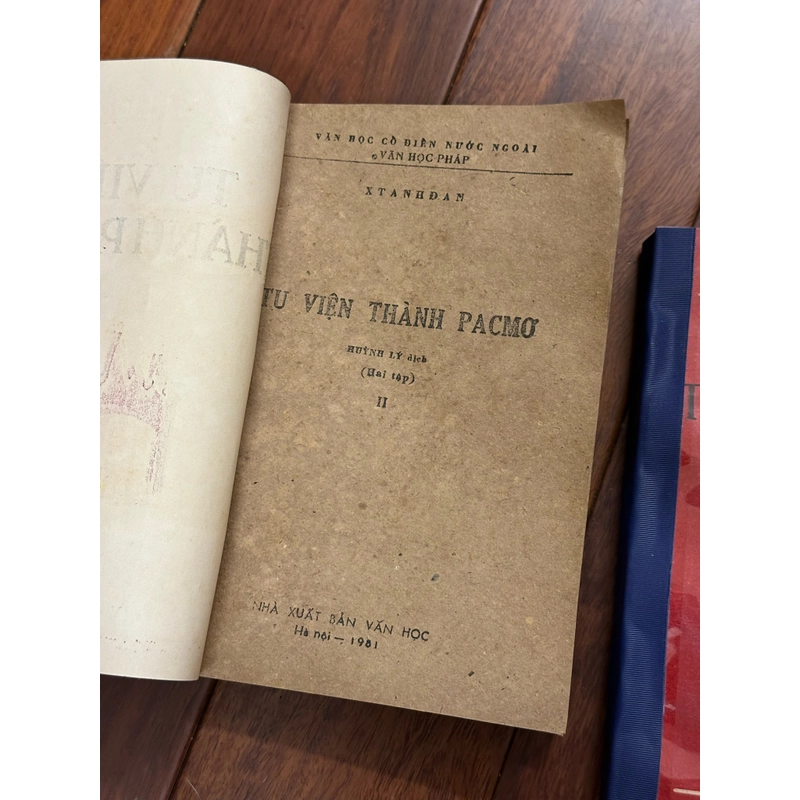 VĂN HỌC CỔ ĐIỂN NƯỚC NGOÀI
VĂN HỌC PHÁP
XTANHĐAN
TU VIỆN THÀNH PACMƠ
HUỲNH LÝ dịch
(Hai tập)
II
NHÀ XUẤT BẢN VĂN HỌC
Hà nội — 1981